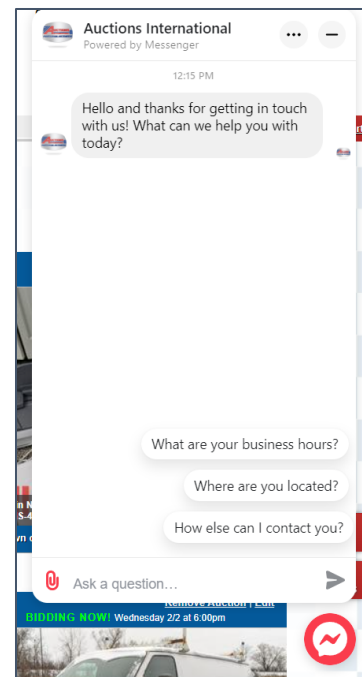 Auctions International
Powered by Messenger
12:15 PM
Hello and thanks for getting in touch
with us! What can we help you with
today?
What are your business hours?
Where are you located?
How else can I contact you?
Ask a question...
Remove Auction | Edit
BIDDING NOW! Wednesday 2/2 at 6:00pm